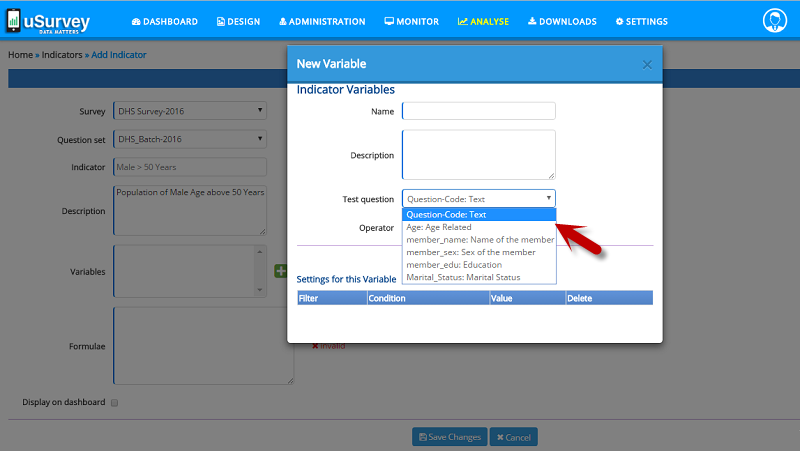 uSurvey
DATA MATTERS
DASHBOARD DESIGN ADMINISTRATION MONITOR ANALYSE DOWNLOADS SETTINGS
Home » Indicators » Add Indicator
New Variable ×
Indicator Variables
Name
Description
Test question Question-Code: Text
Question-Code: Text
Age: Age Related
member_name: Name of the member
member_sex: Sex of the member
member_edu: Education
Marital_Status: Marital Status
Operator
Settings for this Variable
Filter Condition Value Delete
Survey DHS Survey-2016
Question set DHS_Batch-2016
Indicator Male > 50 Years
Description Population of Male Age above 50 Years
Variables
Formulae
Invalid
Display on dashboard
Save Changes Cancel